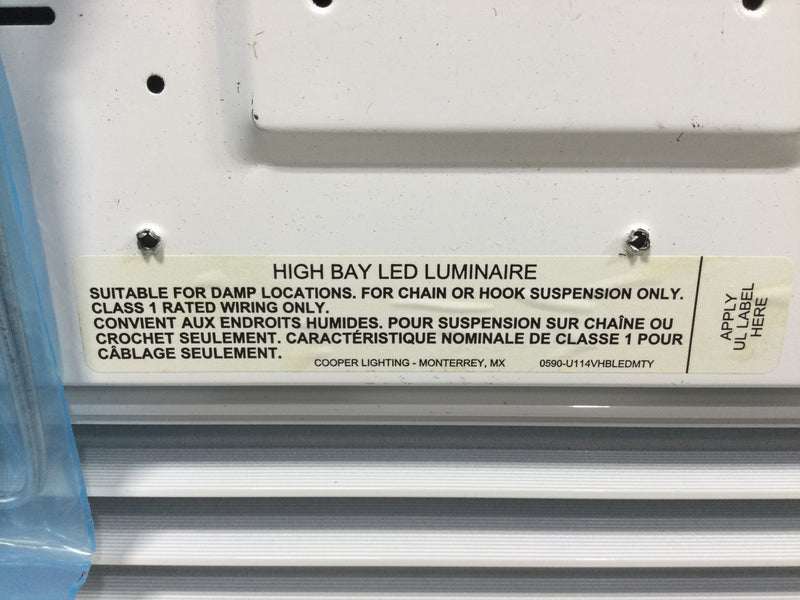 HIGH BAY LED LUMINAIRE
SUITABLE FOR DAMP LOCATIONS. FOR CHAIN OR HOOK SUSPENSION ONLY.
CLASS 1 RATED WIRING ONLY.
CONVIENT AUX ENDROITS HUMIDES. POUR SUSPENSION SUR CHAÎNE OU
CROCHET SEULEMENT. CARACTÉRISTIQUE NOMINALE DE CLASSE 1 POUR
CÂBLAGE SEULEMENT.
COOPER LIGHTING - MONTERREY, MX 0590-U114VHBLEDMTY
APPLY
UL LABEL
HERE